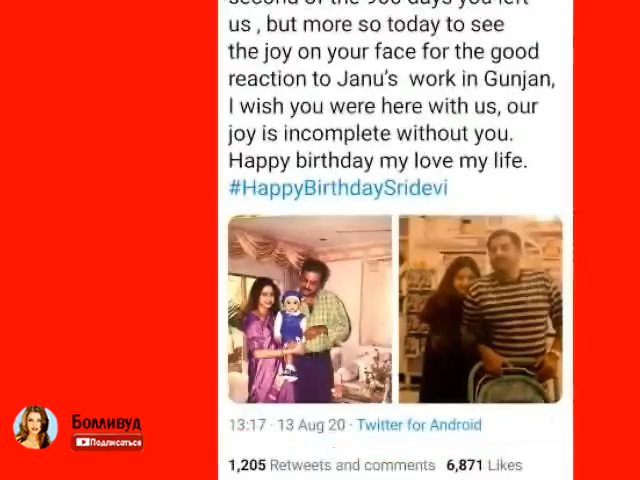 us , but more so today to see
the joy on your face for the good
reaction to Janu’s work in Gunjan,
I wish you were here with us, our
joy is incomplete without you.
Happy birthday my love my life.
#HappyBirthdaySridevi
13:17 · 13 Aug 20 · Twitter for Android
1,205 Retweets and comments 6,871 Likes
Болливуд
Подписаться